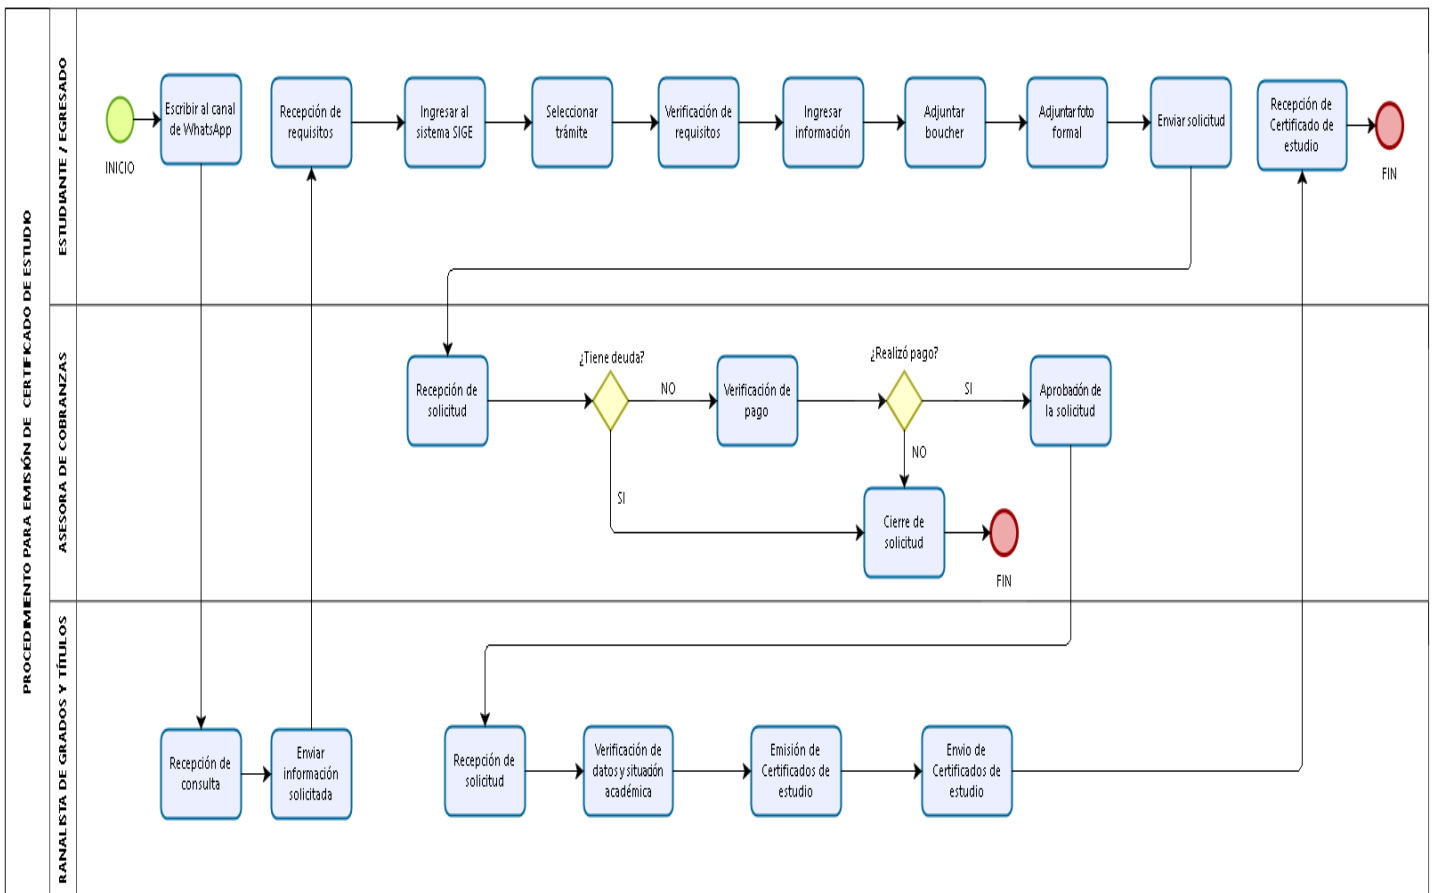 PROCEDIMIENTO PARA EMISIÓN DE CERTIFICADO DE ESTUDIO
ESTUDIANTE / EGRESADO
INICIO
Escribir al canal
de WhatsApp
Recepción de
requisitos
Ingresar al
sistema SIGE
Seleccionar
trámite
Verificación de
requisitos
Ingresar
información
Adjuntar
boucher
Adjuntar foto
formal
Enviar solicitud
Recepción de
Certificado de
estudio
FIN
ASESORA DE COBRANZAS
Recepción de
solicitud
¿Tiene deuda?
NO
SI
Verificación de
pago
¿Realizó pago?
SI
NO
Aprobación de
la solicitud
Cierre de
solicitud
FIN
RANALISTA DE GRADOS Y TÍTULOS
Recepción de
consulta
Enviar
información
solicitada
Recepción de
solicitud
Verificación de
datos y situación
académica
Emisión de
Certificados de
estudio
Envio de
Certificados de
estudio